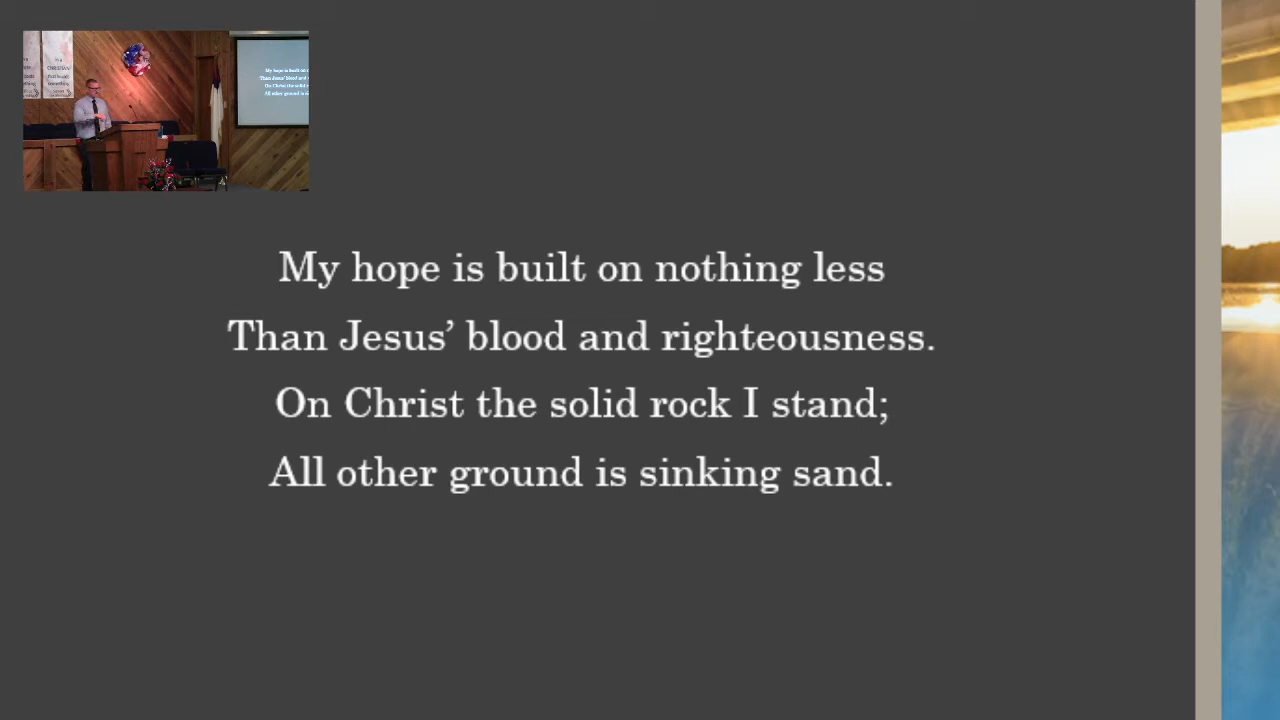 My hope is built on nothing less
Than Jesus’ blood and righteousness.
On Christ the solid rock I stand;
All other ground is sinking sand.